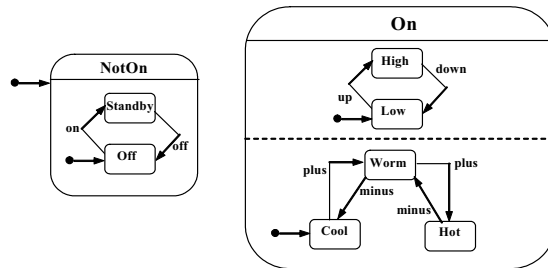 NotOn
Standby
on
off
Off
On
High
up
down
Low
plus
Worm
plus
minus
minus
Cool
Hot